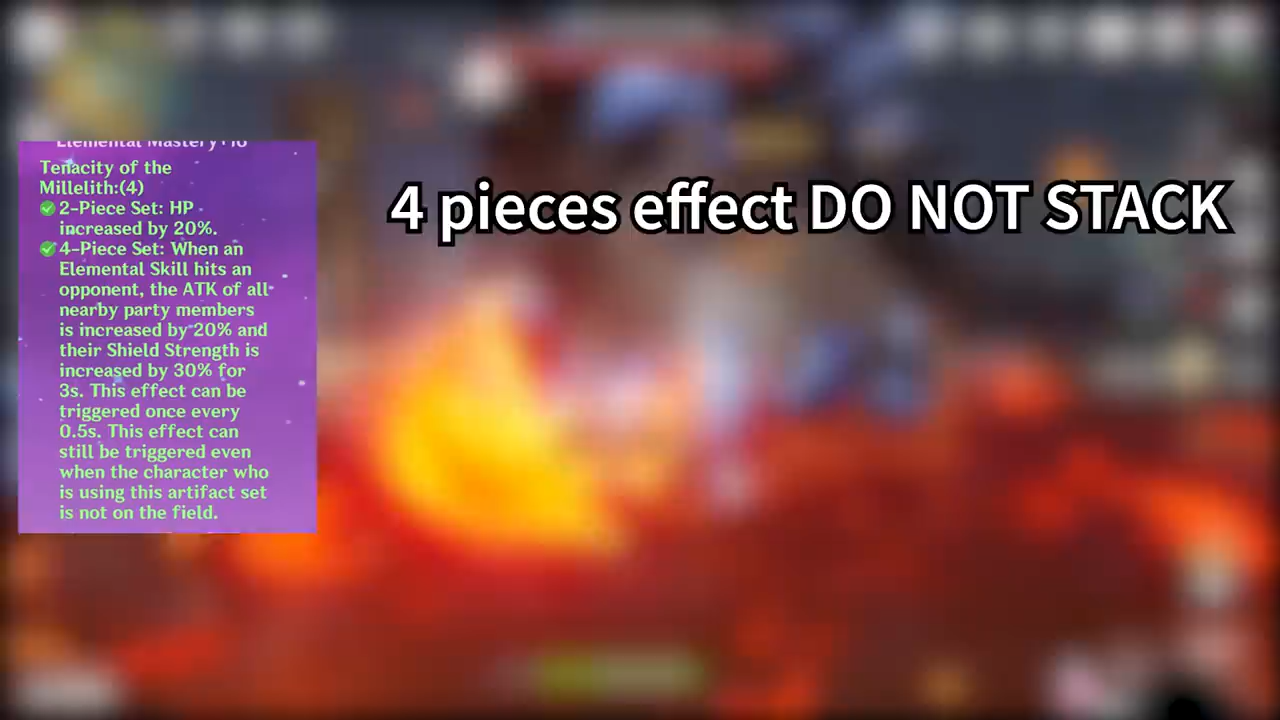 Elemental Mastery+18
Tenacity of the
Millelith:(4)
2-Piece Set: HP
increased by 20%.
4-Piece Set: When an
Elemental Skill hits an
opponent, the ATK of all
nearby party members
is increased by 20% and
their Shield Strength is
increased by 30% for
3s. This effect can be
triggered once every
0.5s. This effect can
still be triggered even
when the character who
is using this artifact set
is not on the field.
4 pieces effect DO NOT STACK